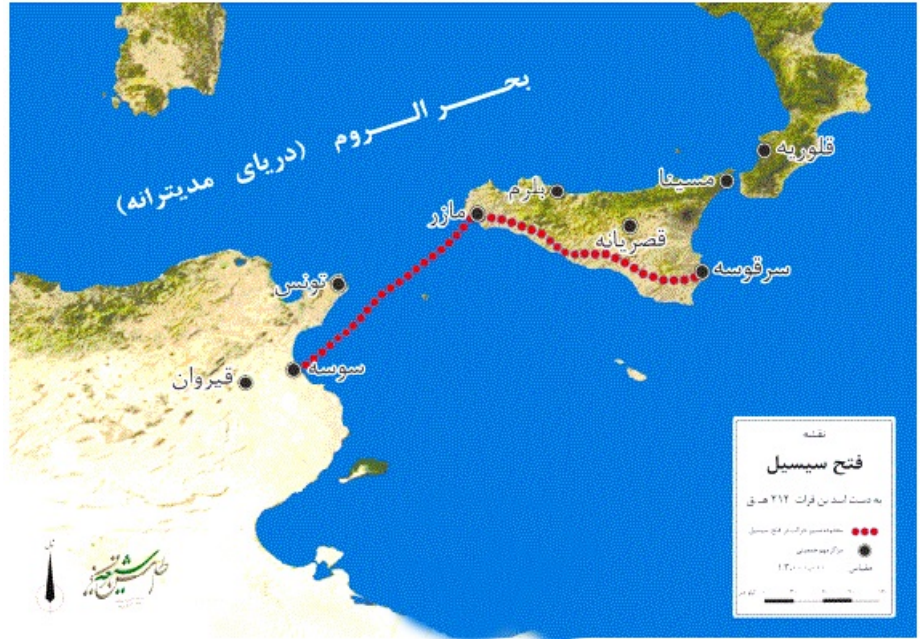 بحر الروم (دریای مدیترانه)
قلوریه
مسینا
بلرم
مازر
قصریانه
سرقوسه
تونس
سوسه
قیروان
نقشه
فتح سیسیل
به دست اسد بن فرات ۲۱۲ هـ.ق
مقیاس